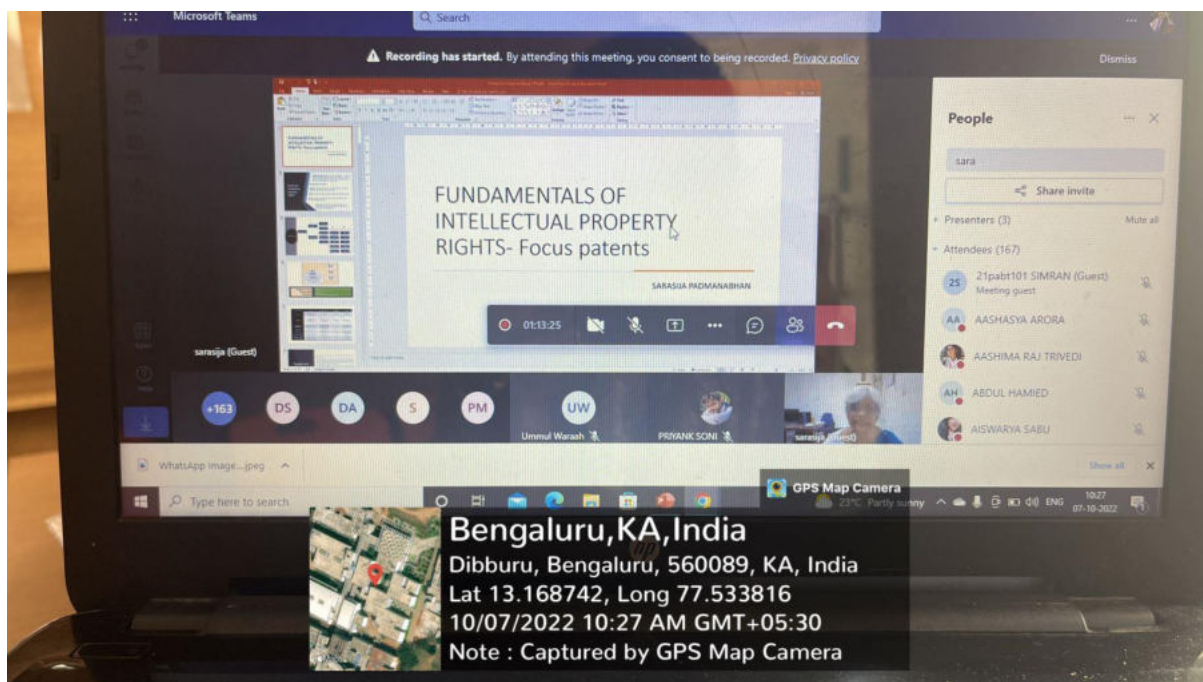 Microsoft Teams
Search
Recording has started. By attending this meeting, you consent to being recorded. Privacy policy
Dismiss
People
sara
Share invite
Presenters (3)
Mute all
Attendees (167)
21pabt101 SIMRAN (Guest)
Meeting guest
2S
AA
AASHASYA ARORA
AASHIMA RAJ TRIVEDI
AH
ABDUL HAMIED
AISWARYA SABU
FUNDAMENTALS OF
INTELLECTUAL PROPERTY
RIGHTS- Focus patents
SARASIJA PADMANABHAN
01:13:25
sarasija (Guest)
+163
DS
DA
S
PM
UW
Ummul Waraah
PRIYANK SONI
sarasija (Guest)
WhatsApp Image....jpeg
Show all
Type here to search
23°C Partly sunny
ENG
10:27
07-10-2022
hp
GPS Map Camera
Bengaluru,KA,India
Dibburu, Bengaluru, 560089, KA, India
Lat 13.168742, Long 77.533816
10/07/2022 10:27 AM GMT+05:30
Note : Captured by GPS Map Camera